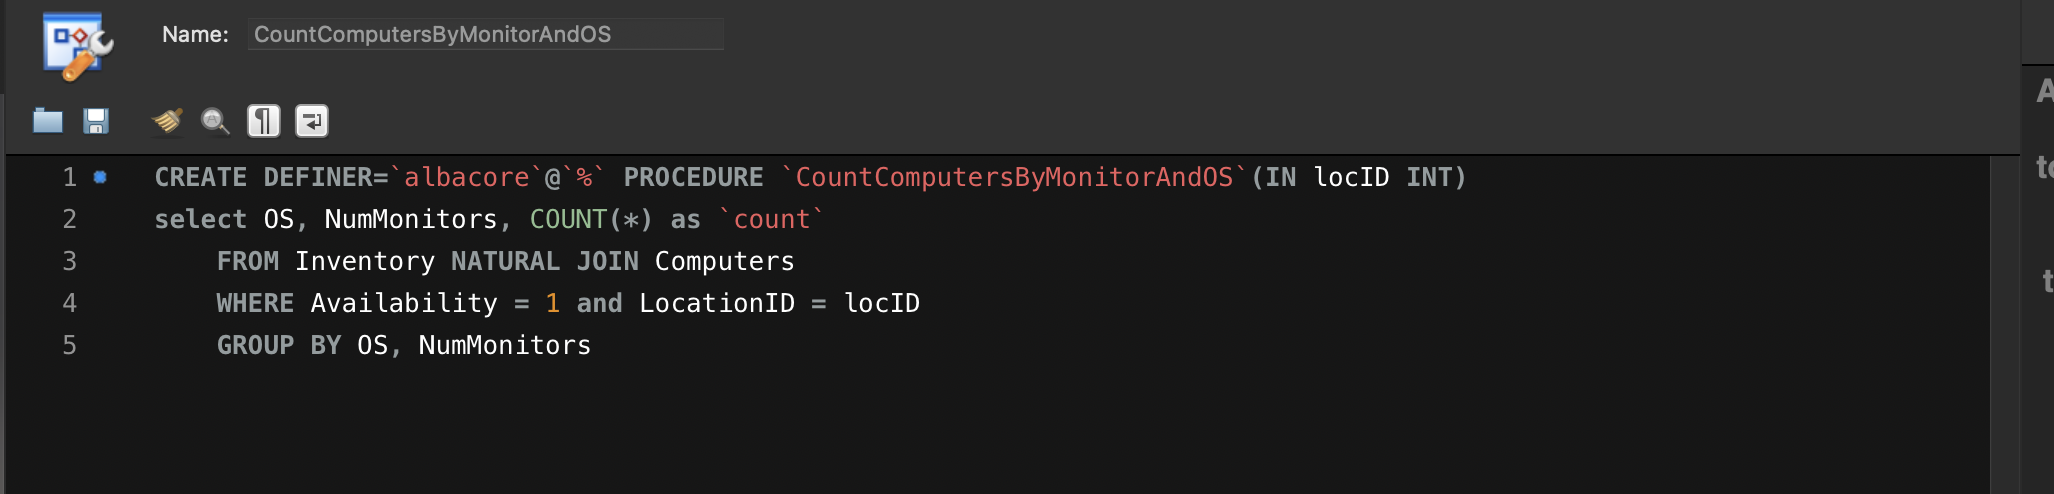 Name: CountComputersByMonitorAndOS
1 CREATE DEFINER=`albacore`@`%` PROCEDURE `CountComputersByMonitorAndOS`(IN locID INT)
2 select OS, NumMonitors, COUNT(*) as `count`
3 FROM Inventory NATURAL JOIN Computers
4 WHERE Availability = 1 and LocationID = locID
5 GROUP BY OS, NumMonitors